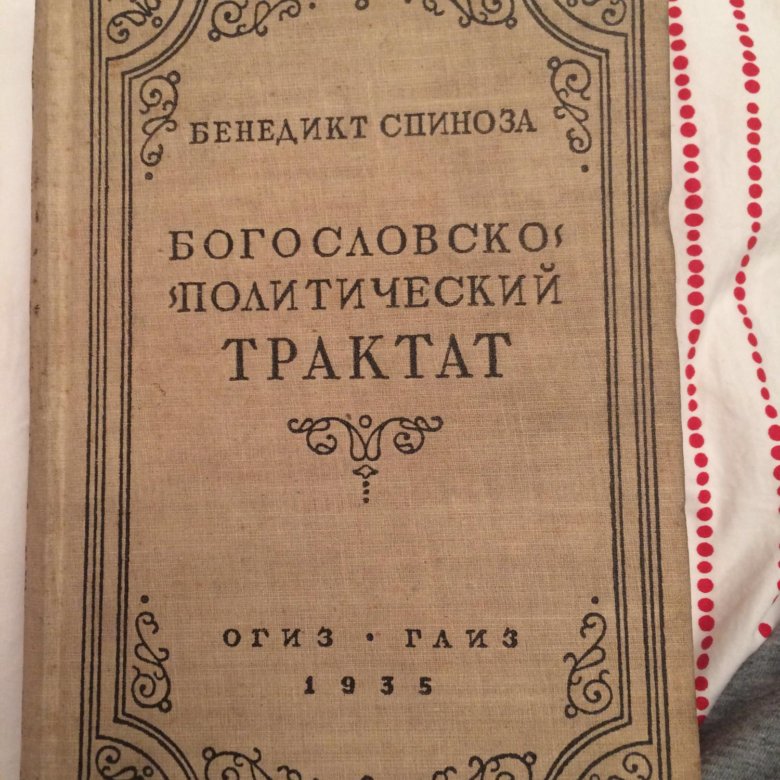 БЕНЕДИКТ СПИНОЗА
БОГОСЛОВСКО-
-ПОЛИТИЧЕСКИЙ
ТРАКТАТ
ОГИЗ · ГАИЗ
1935